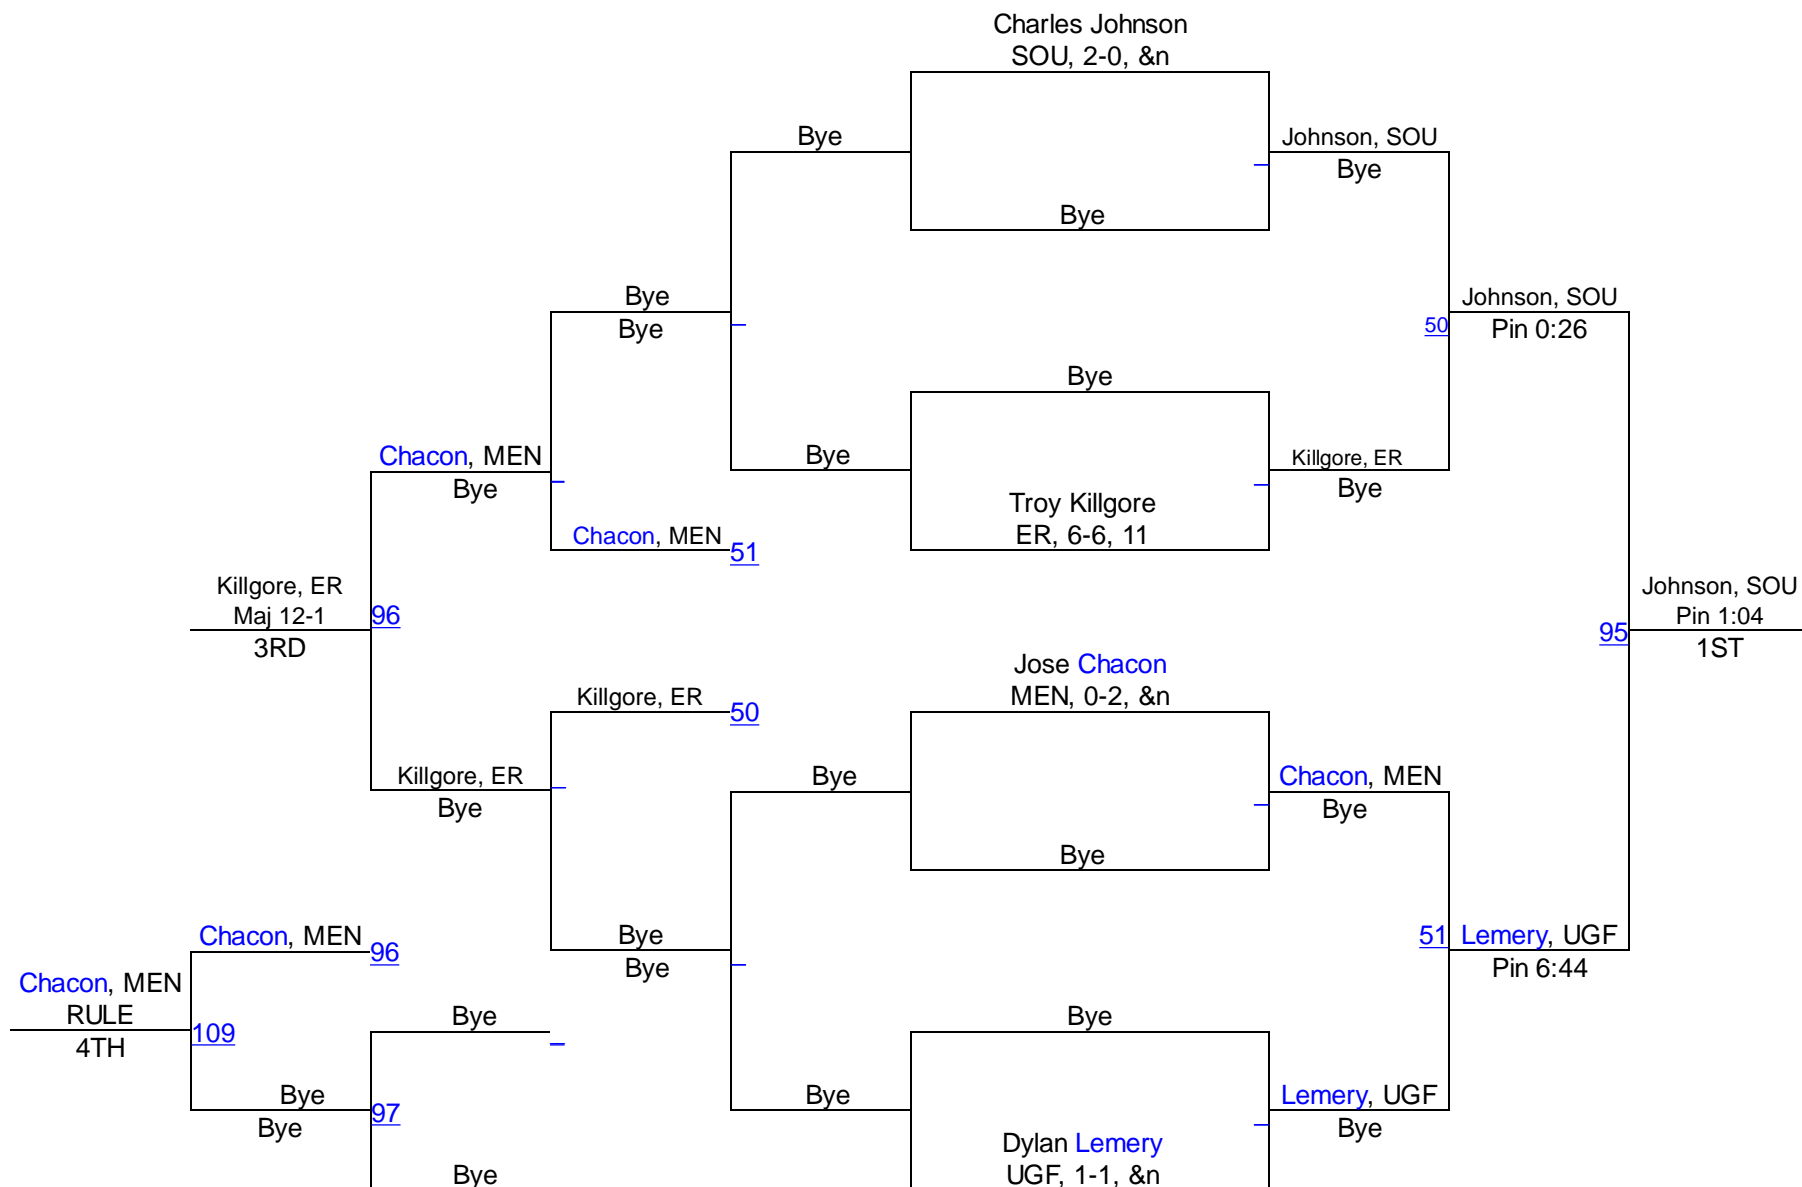 Charles Johnson
SOU, 2-0, &n
Bye
Johnson, SOU
Bye
Bye
Bye
Bye
Johnson, SOU
50
Pin 0:26
Bye
Chacon, MEN
Bye
Bye
Killgore, ER
Bye
Troy Killgore
ER, 6-6, 11
Chacon, MEN
51
Killgore, ER
Maj 12-1
96
3RD
Johnson, SOU
Pin 1:04
95
1ST
Jose Chacon
MEN, 0-2, &n
Killgore, ER
50
Killgore, ER
Bye
Bye
Chacon, MEN
Bye
Bye
Chacon, MEN
96
Bye
Bye
51
Lemery, UGF
Pin 6:44
Chacon, MEN
RULE
109
4TH
Bye
Bye
Bye
Bye
97
Bye
Lemery, UGF
Bye
Dylan Lemery
UGF, 1-1, &n
Bye